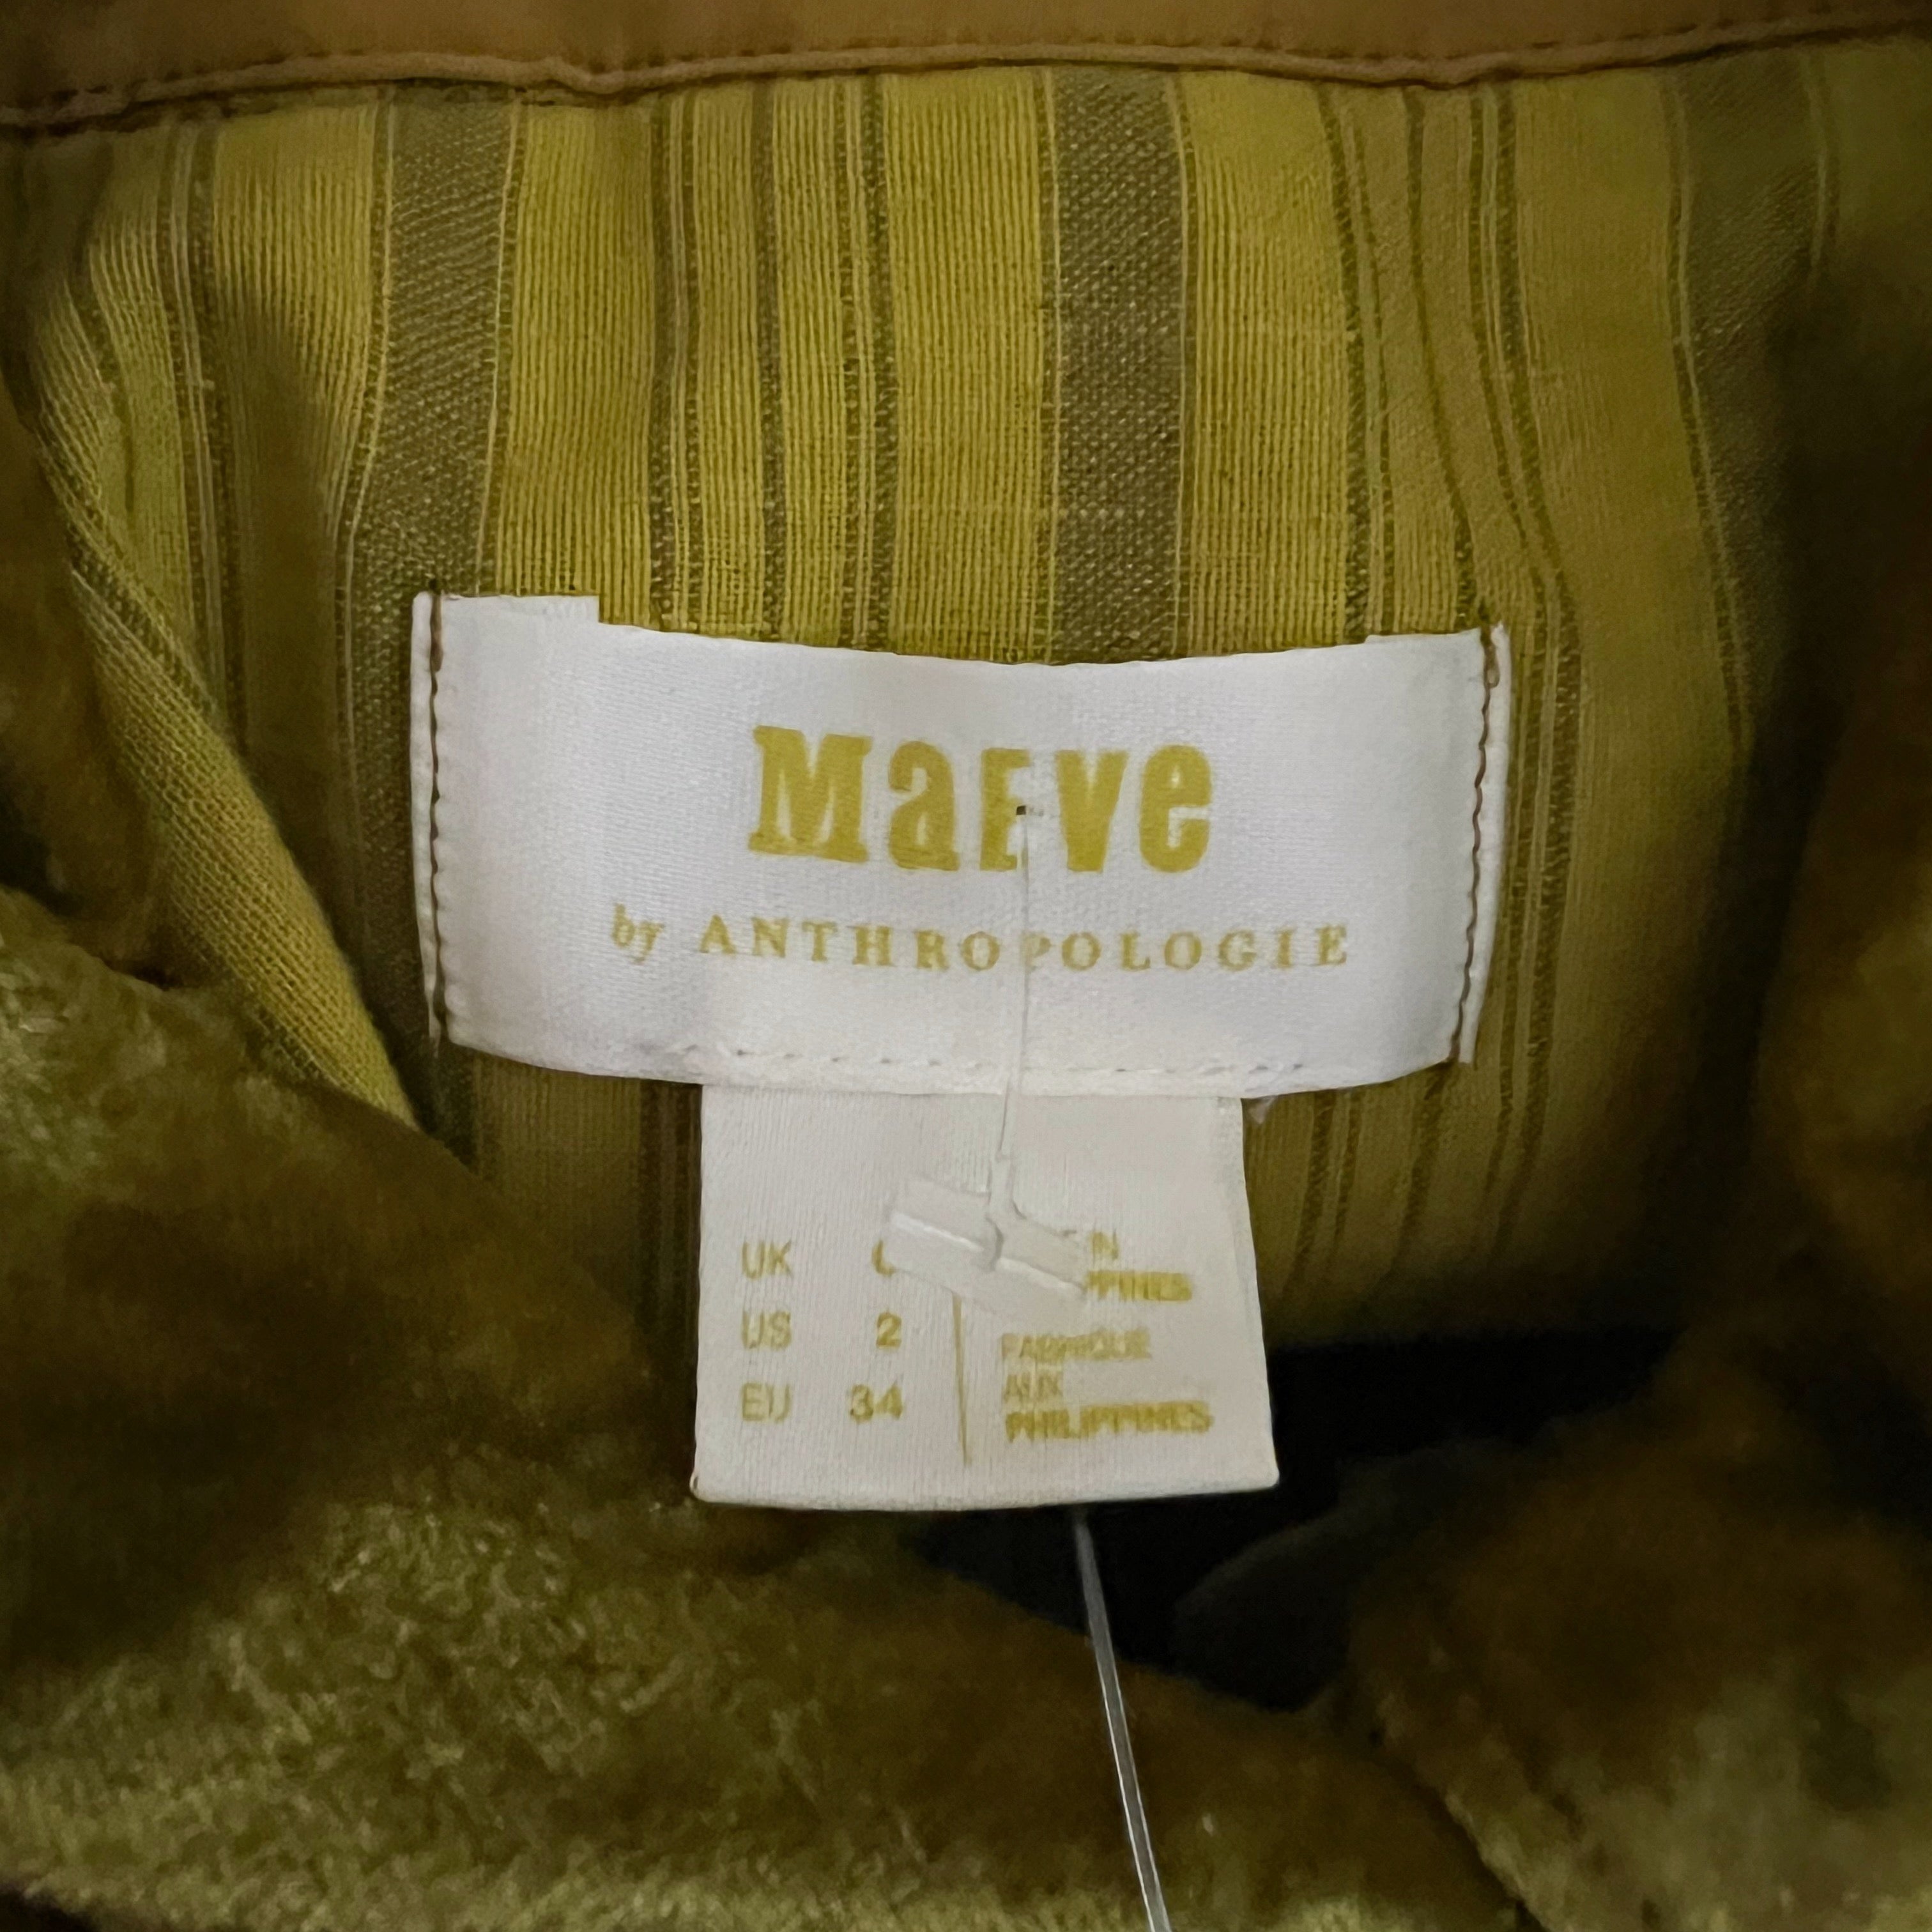 Maeve
by ANTHROPOLOGIE
UK
US 2
EU 34
FABRIQUE
AUX
PHILIPPINES